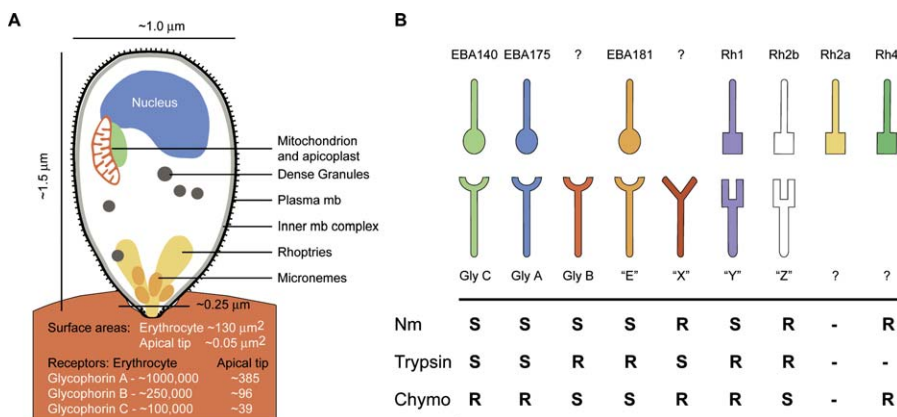 A
~1.0 μm
~1.5 μm
Nucleus
Mitochondrion
and apicoplast
Dense Granules
Plasma mb
Inner mb complex
Rhoptries
Micronemes
~0.25 μm
Surface areas: Erythrocyte ~130 μm²
Apical tip ~0.05 μm²
Receptors: Erythrocyte Apical tip
Glycophorin A - ~1000,000 ~385
Glycophorin B - ~250,000 ~96
Glycophorin C - ~100,000 ~39
B
EBA140 EBA175 ? EBA181 ? Rh1 Rh2b Rh2a Rh4
Gly C Gly A Gly B "E" "X" "Y" "Z" ? ?
Nm S S S S R S R - R
Trypsin S S R R S R R - -
Chymo R R S S R R S - R